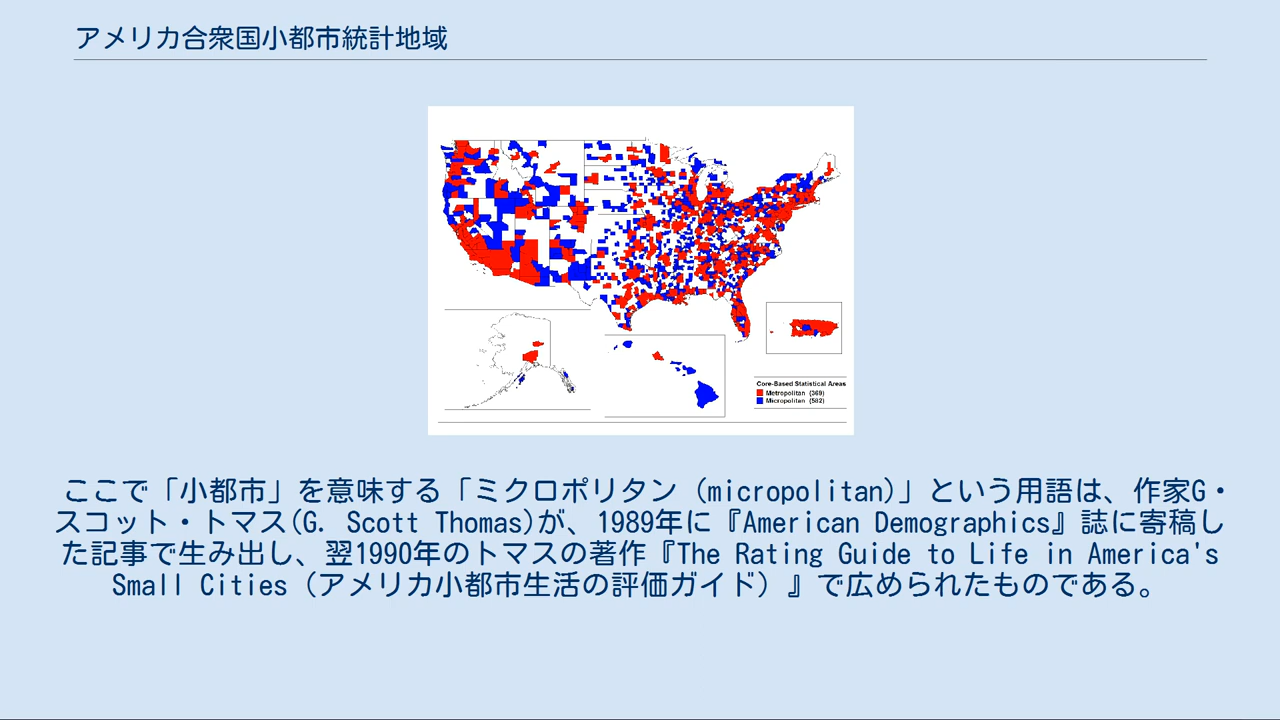 アメリカ合衆国小都市統計地域
Core-Based Statistical Areas
Metropolitan (369)
Micropolitan (582)
ここで「小都市」を意味する「ミクロポリタン (micropolitan)」という用語は、作家G・
スコット・トマス(G. Scott Thomas)が、1989年に『American Demographics』誌に寄稿し
た記事で生み出し、翌1990年のトマスの著作『The Rating Guide to Life in America's
Small Cities（アメリカ小都市生活の評価ガイド）』で広められたものである。